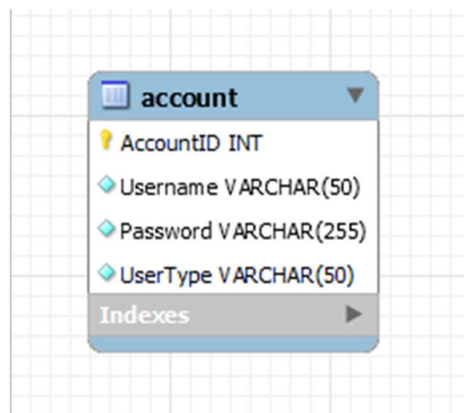 account
AccountID INT
Username VARCHAR(50)
Password VARCHAR(255)
UserType VARCHAR(50)
Indexes